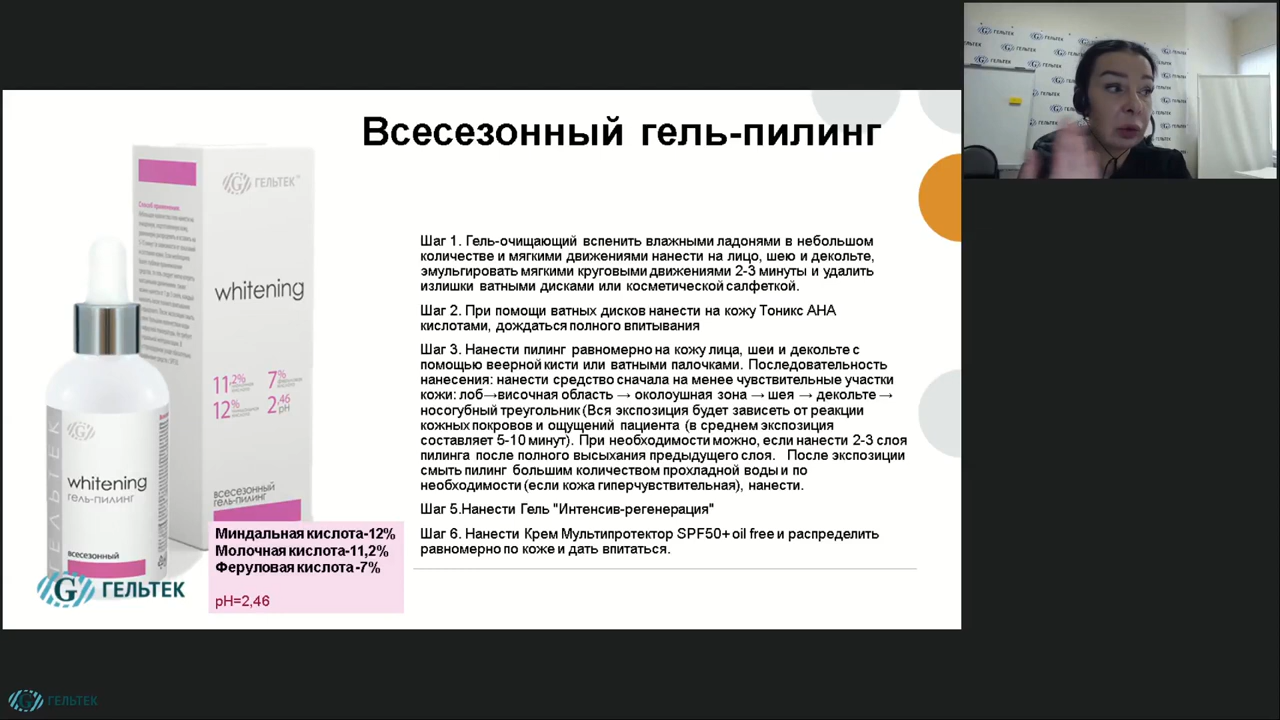 Всесезонный гель-пилинг
ГЕЛЬТЕК
Способ применения
whitening
11,2%
7%
12%
2,46
pH
всесезонный
гель-пилинг
ГЕЛЬТЕК
whitening
гель-пилинг
всесезонный
Миндальная кислота-12%
Молочная кислота-11,2%
Феруловая кислота -7%
pH=2,46
ГЕЛЬТЕК
Шаг 1. Гель-очищающий вспенить влажными ладонями в небольшом
количестве и мягкими движениями нанести на лицо, шею и декольте,
эмульгировать мягкими круговыми движениями 2-3 минуты и удалить
излишки ватными дисками или косметической салфеткой.
Шаг 2. При помощи ватных дисков нанести на кожу Тоникс АНА
кислотами, дождаться полного впитывания
Шаг 3. Нанести пилинг равномерно на кожу лица, шеи и декольте с
помощью веерной кисти или ватными палочками. Последовательность
нанесения: нанести средство сначала на менее чувствительные участки
кожи: лоб→височная область → околоушная зона → шея → декольте →
носогубный треугольник (Вся экспозиция будет зависеть от реакции
кожных покровов и ощущений пациента (в среднем экспозиция
составляет 5-10 минут). При необходимости можно, если нанести 2-3 слоя
пилинга после полного высыхания предыдущего слоя. После экспозиции
смыть пилинг большим количеством прохладной воды и по
необходимости (если кожа гиперчувствительная), нанести.
Шаг 5.Нанести Гель "Интенсив-регенерация"
Шаг 6. Нанести Крем Мультипротектор SPF50+ oil free и распределить
равномерно по коже и дать впитаться.
ГЕЛЬТЕК